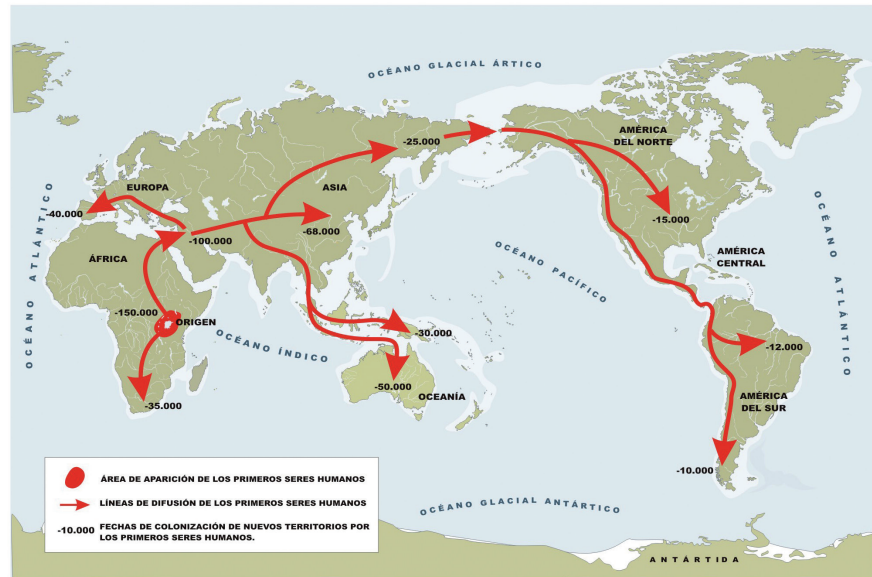 OCÉANO GLACIAL ÁRTICO
AMÉRICA
DEL NORTE
-25.000
EUROPA
ASIA
-40.000
-15.000
-68.000
-100.000
ÁFRICA
AMÉRICA
CENTRAL
OCÉANO ATLÁNTICO
OCÉANO PACÍFICO
OCÉANO ATLÁNTICO
-150.000
ORIGEN
OCÉANO ÍNDICO
-30.000
-12.000
-50.000
OCEANÍA
AMÉRICA
DEL SUR
-35.000
-10.000
ÁREA DE APARICIÓN DE LOS PRIMEROS SERES HUMANOS
LÍNEAS DE DIFUSIÓN DE LOS PRIMEROS SERES HUMANOS
-10.000 FECHAS DE COLONIZACIÓN DE NUEVOS TERRITORIOS POR
LOS PRIMEROS SERES HUMANOS.
OCÉANO GLACIAL ANTÁRTICO
ANTÁRTIDA